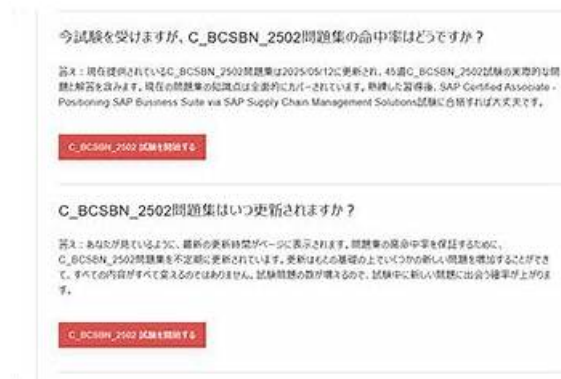 今試験を受けますが、C_BCSBN_2502問題集の命中率はどうですか？
答え：現在提供されているC_BCSBN_2502問題集は2025/05/12に更新され、45週C_BCSBN_2502試験の実際的な問
題と解答を含みます。現在の問題集の知識点は全面的にカバーされています。熟練した習得後、SAP Certified Associate -
Positioning SAP Business Suite via SAP Supply Chain Management Solutions試験に合格すれば大丈夫です。
C_BCSBN_2502 試験を開始する
C_BCSBN_2502問題集はいつ更新されますか？
答え：あなたが見ているように、最新の更新時間がページに表示されます。問題集の高命中率を保証するために、
C_BCSBN_2502問題集を不定期に更新されています。更新はもとの基礎の上でいくつかの新しい問題を増加することができ
て、すべての内容がすべて変えるのではありません。試験問題の数が増えるので、試験中に新しい問題に出会う確率が上がりま
す。
C_BCSBN_2502 試験を開始する